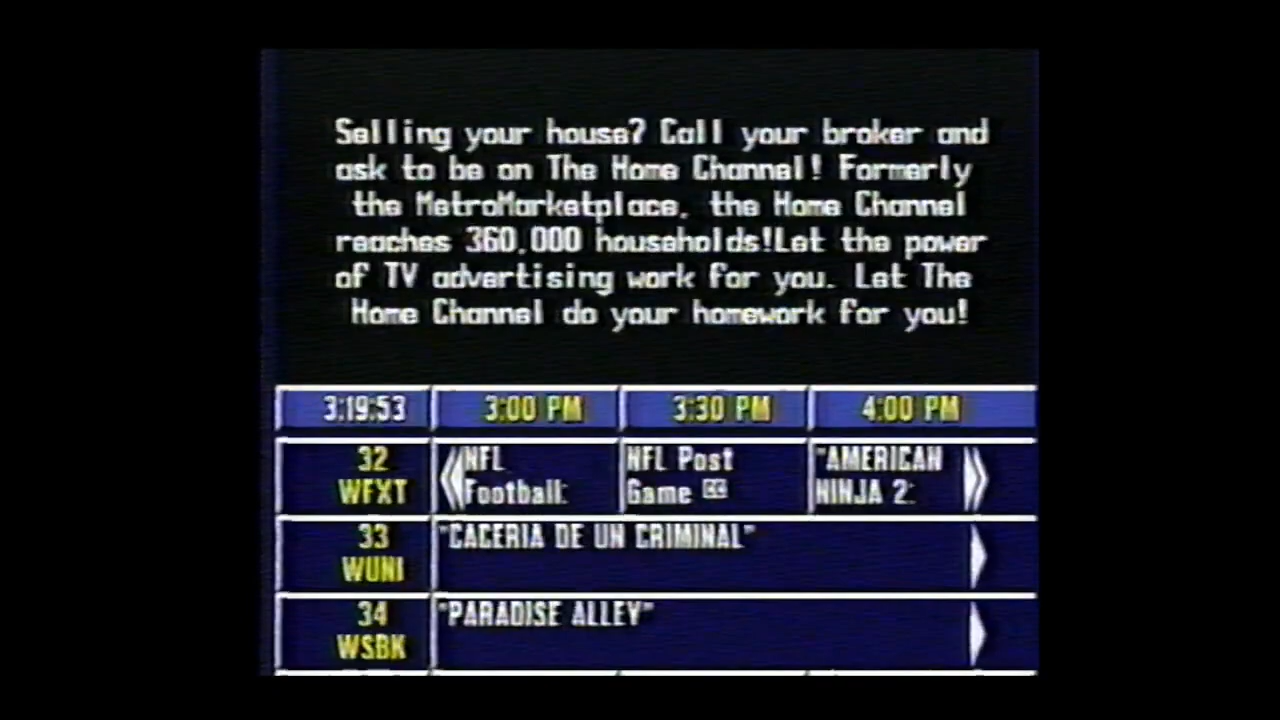 Selling your house? Call your broker and
ask to be on The Home Channel! Formerly
the MetroMarketplace, the Home Channel
reaches 360,000 households!Let the power
of TV advertising work for you. Let The
Home Channel do your homework for you!
3:19:53 3:00 PM 3:30 PM 4:00 PM
32 NFL NFL Post "AMERICAN
WFXT Football: Game CC NINJA 2:
33 "CACERIA DE UN CRIMINAL"
WUNI
34 "PARADISE ALLEY"
WSBK